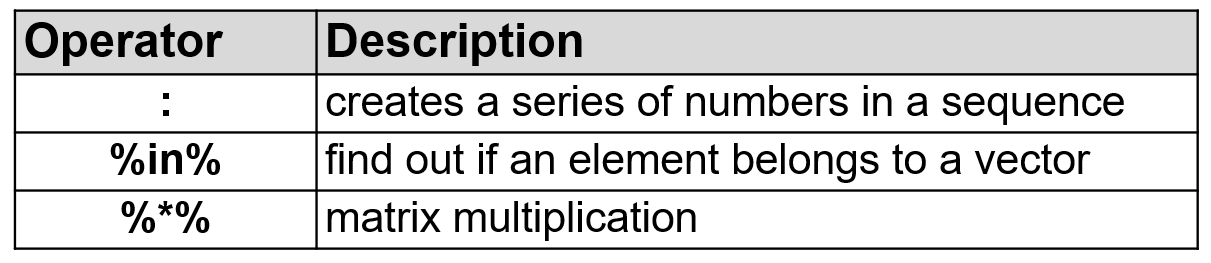 Operator Description
: creates a series of numbers in a sequence
%in% find out if an element belongs to a vector
%*% matrix multiplication